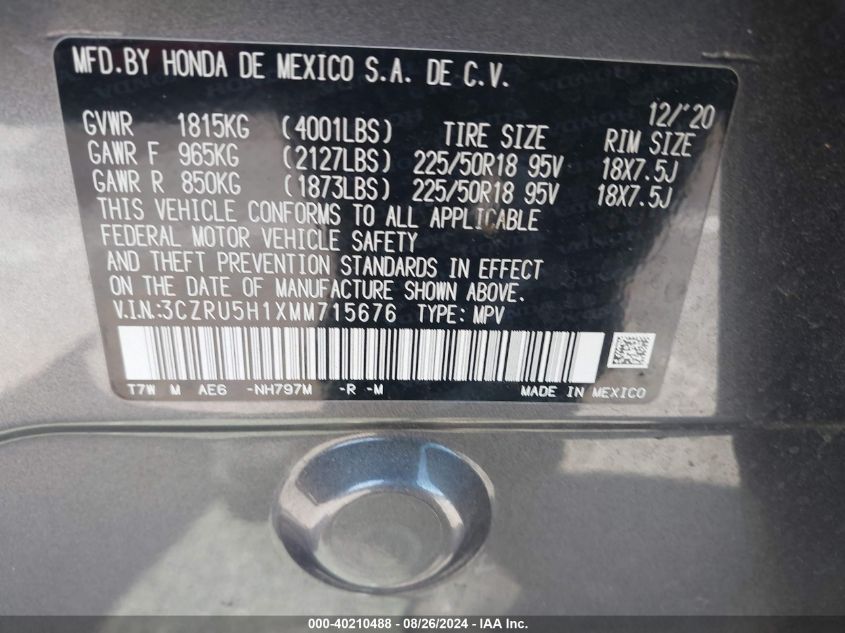 MFD.BY HONDA DE MEXICO S.A. DE C.V.
12/'20
GVWR 1815KG (4001LBS) TIRE SIZE RIM SIZE
GAWR F 965KG (2127LBS) 225/50R18 95V 18X7.5J
GAWR R 850KG (1873LBS) 225/50R18 95V 18X7.5J
THIS VEHICLE CONFORMS TO ALL APPLICABLE
FEDERAL MOTOR VEHICLE SAFETY
AND THEFT PREVENTION STANDARDS IN EFFECT
ON THE DATE OF MANUFACTURE SHOWN ABOVE.
V.I.N.:3CZRU5H1XMM715676 TYPE: MPV
T7W M AE6 -NH797M -R -M MADE IN MEXICO
000-40210488 - 08/26/2024 - IAA Inc.